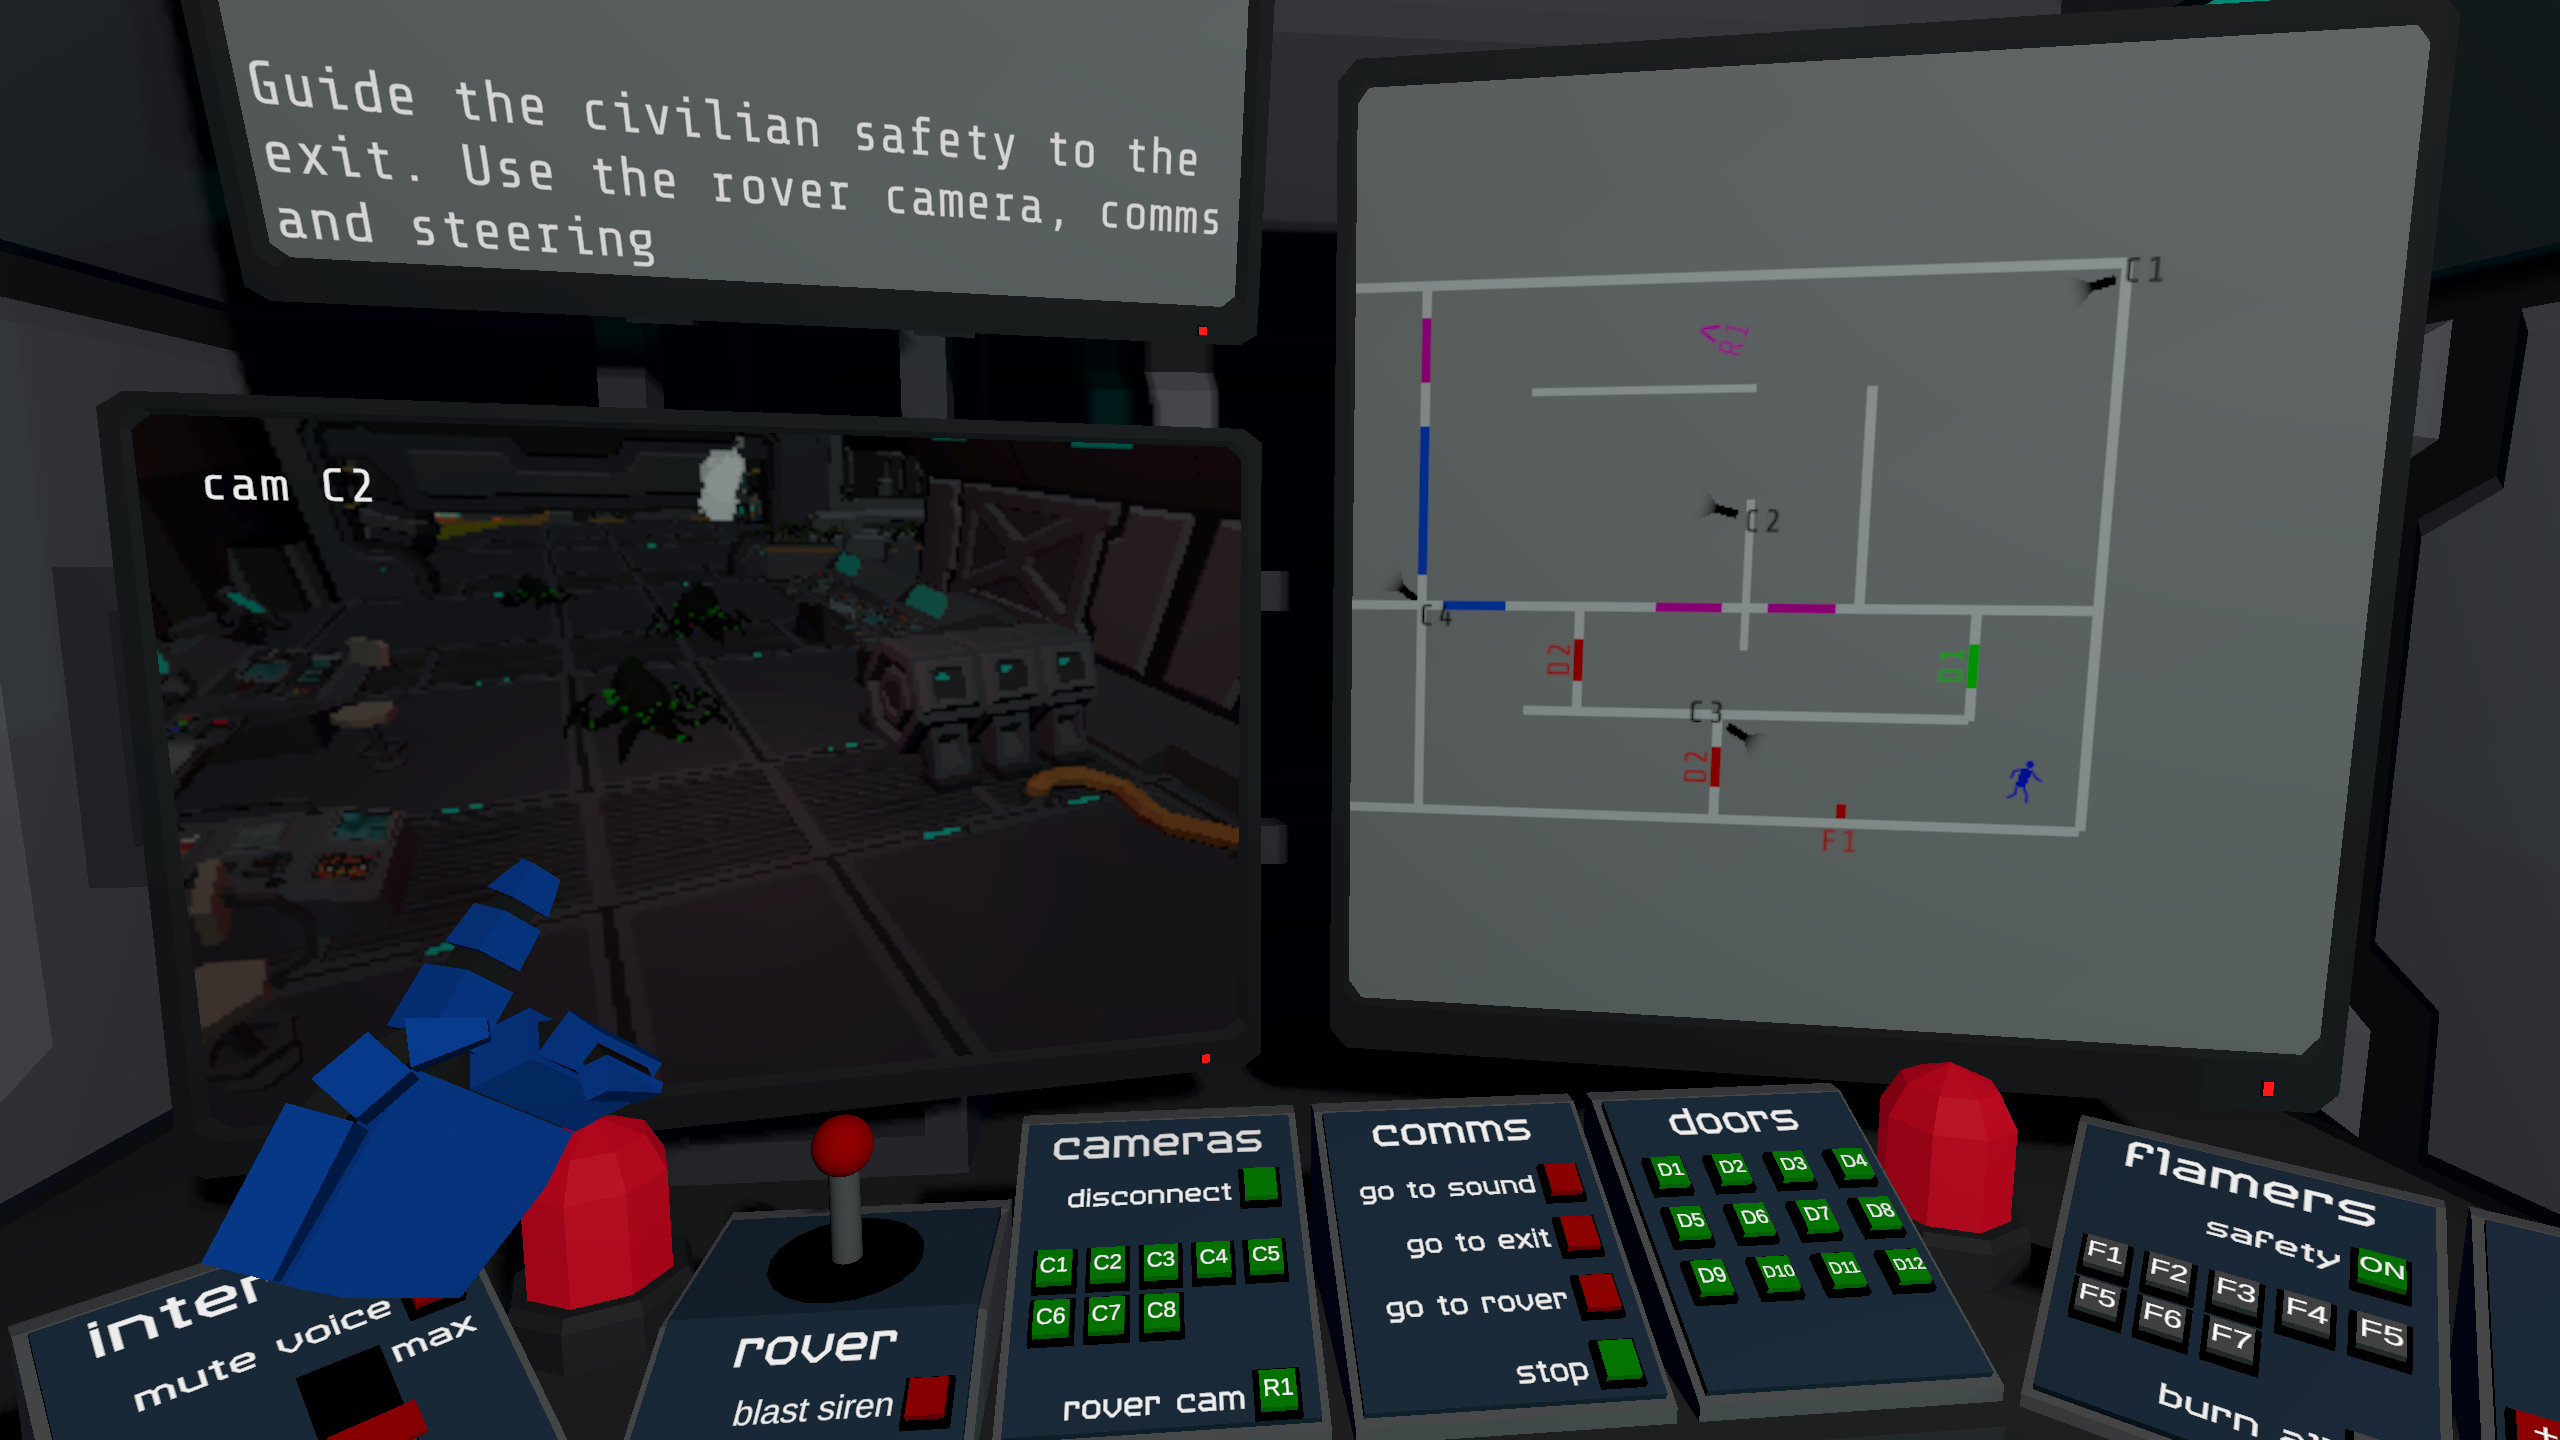 Guide the civilian safety to the
exit. Use the rover camera, comms
and steering
cam C2
C1
R1
C2
C4
D2
D1
C3
D2
F1
inter
mute voice
max
rover
blast siren
cameras
disconnect
C1 C2 C3 C4 C5
C6 C7 C8
rover cam R1
comms
go to sound
go to exit
go to rover
stop
doors
D1 D2 D3 D4
D5 D6 D7 D8
D9 D10 D11 D12
flamers
safety ON
F1 F2 F3 F4 F5
F5 F6 F7
burn